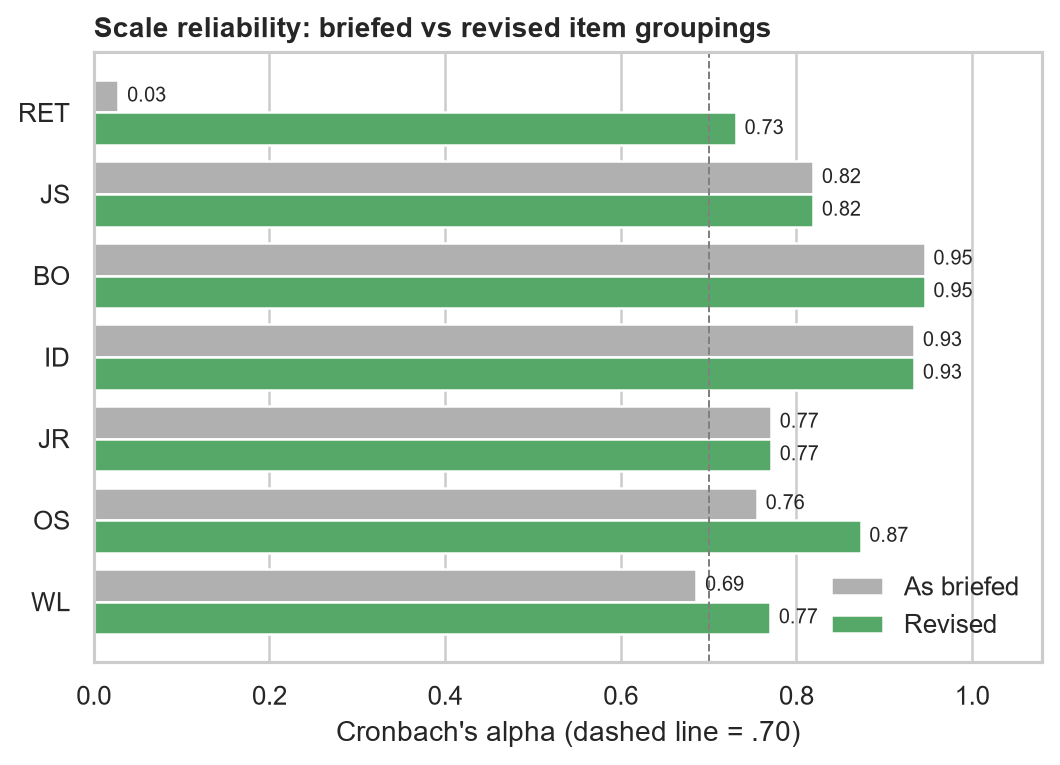 Scale reliability: briefed vs revised item groupings
RET
0.03
0.73
JS
0.82
0.82
BO
0.95
0.95
ID
0.93
0.93
JR
0.77
0.77
OS
0.76
0.87
WL
0.69
0.77
As briefed
Revised
0.0 0.2 0.4 0.6 0.8 1.0
Cronbach's alpha (dashed line = .70)